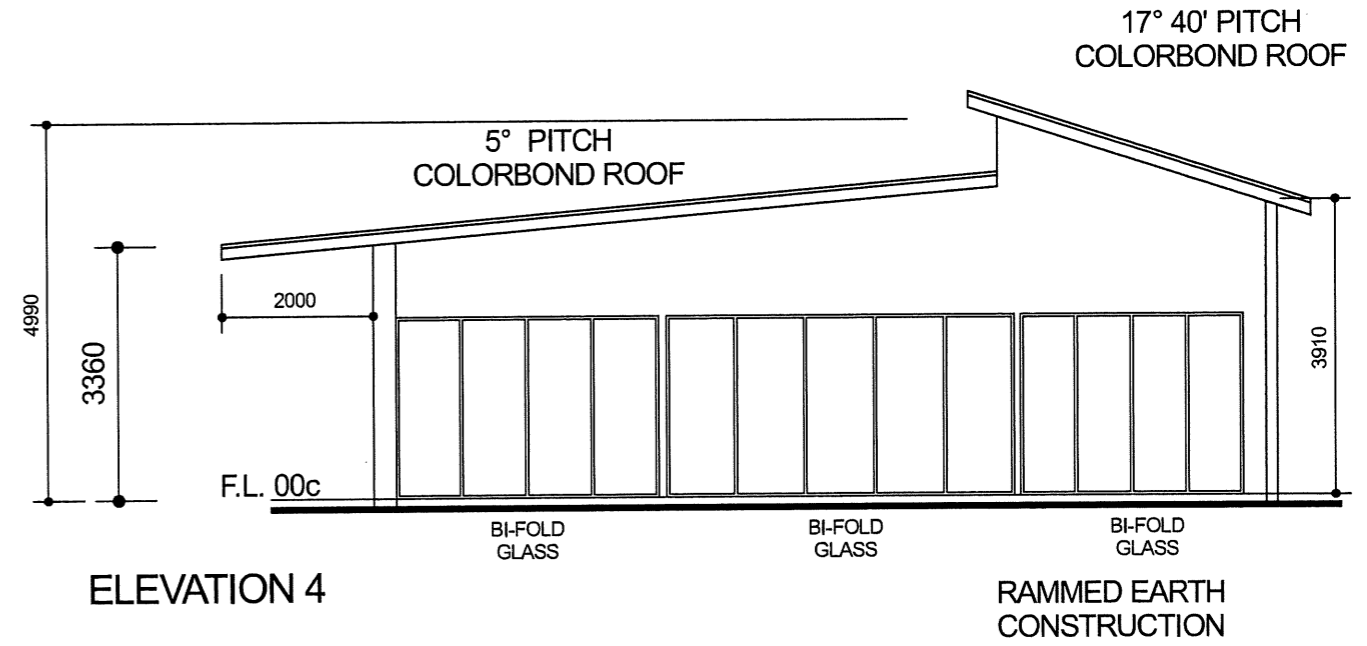 17° 40' PITCH
COLORBOND ROOF
5° PITCH
COLORBOND ROOF
4990
3360
2000
3910
F.L. 00c
BI-FOLD
GLASS
BI-FOLD
GLASS
BI-FOLD
GLASS
ELEVATION 4
RAMMED EARTH
CONSTRUCTION